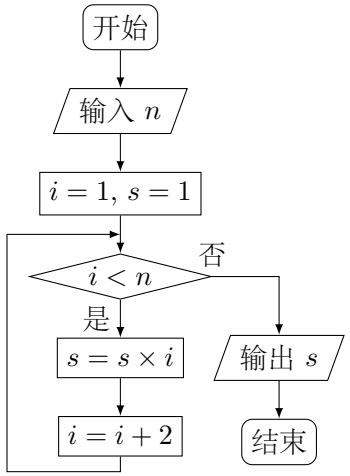 开始
输入 n
i = 1, s = 1
i < n
否
是
s = s × i
输出 s
i = i + 2
结束